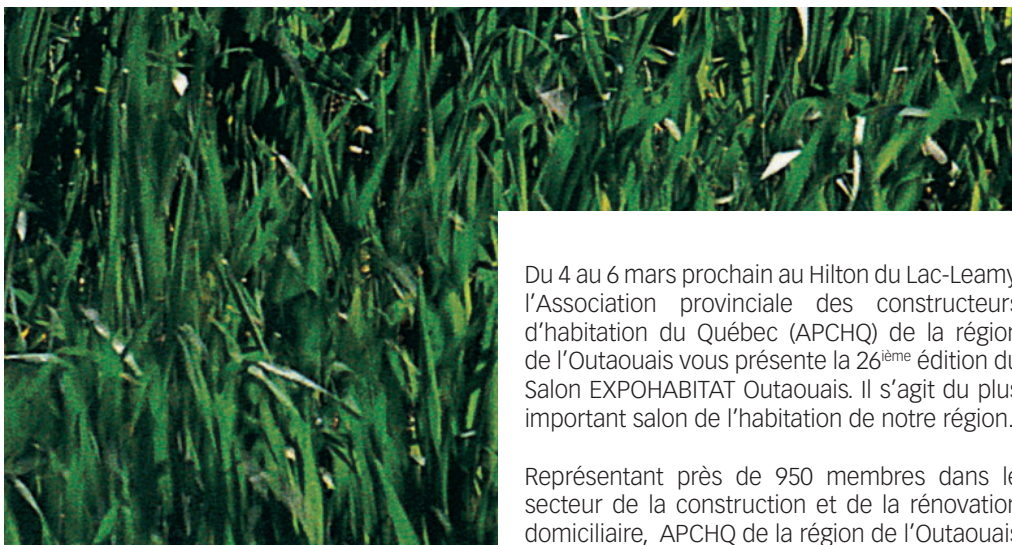 Du 4 au 6 mars prochain au Hilton du Lac-Leamy
l'Association provinciale des constructeurs
d'habitation du Québec (APCHQ) de la région
de l'Outaouais vous présente la 26ième édition du
Salon EXPOHABITAT Outaouais. Il s'agit du plus
important salon de l'habitation de notre région.

Représentant près de 950 membres dans le
secteur de la construction et de la rénovation
domiciliaire, APCHQ de la région de l'Outaouais